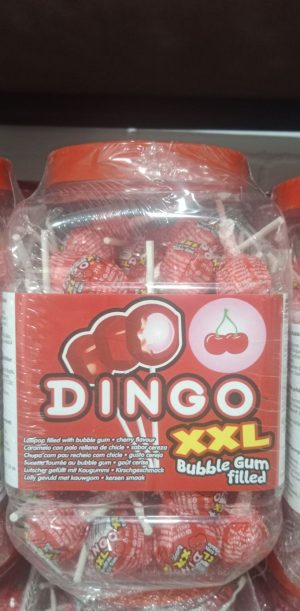 DINGO
XXL
Bubble Gum
filled
Lollipop filled with bubble gum • cherry flavour
Caramelo con palo relleno de chicle • sabor cereza
Chupa com pau recheio com chicle • gusto cereja
Sucette fourrée au bubble gum • goût cerise
Lutscher gefüllt mit Kaugummi • Kirschgeschmack
Lolly gevuld met kauwgom • kersen smaak
DINGO